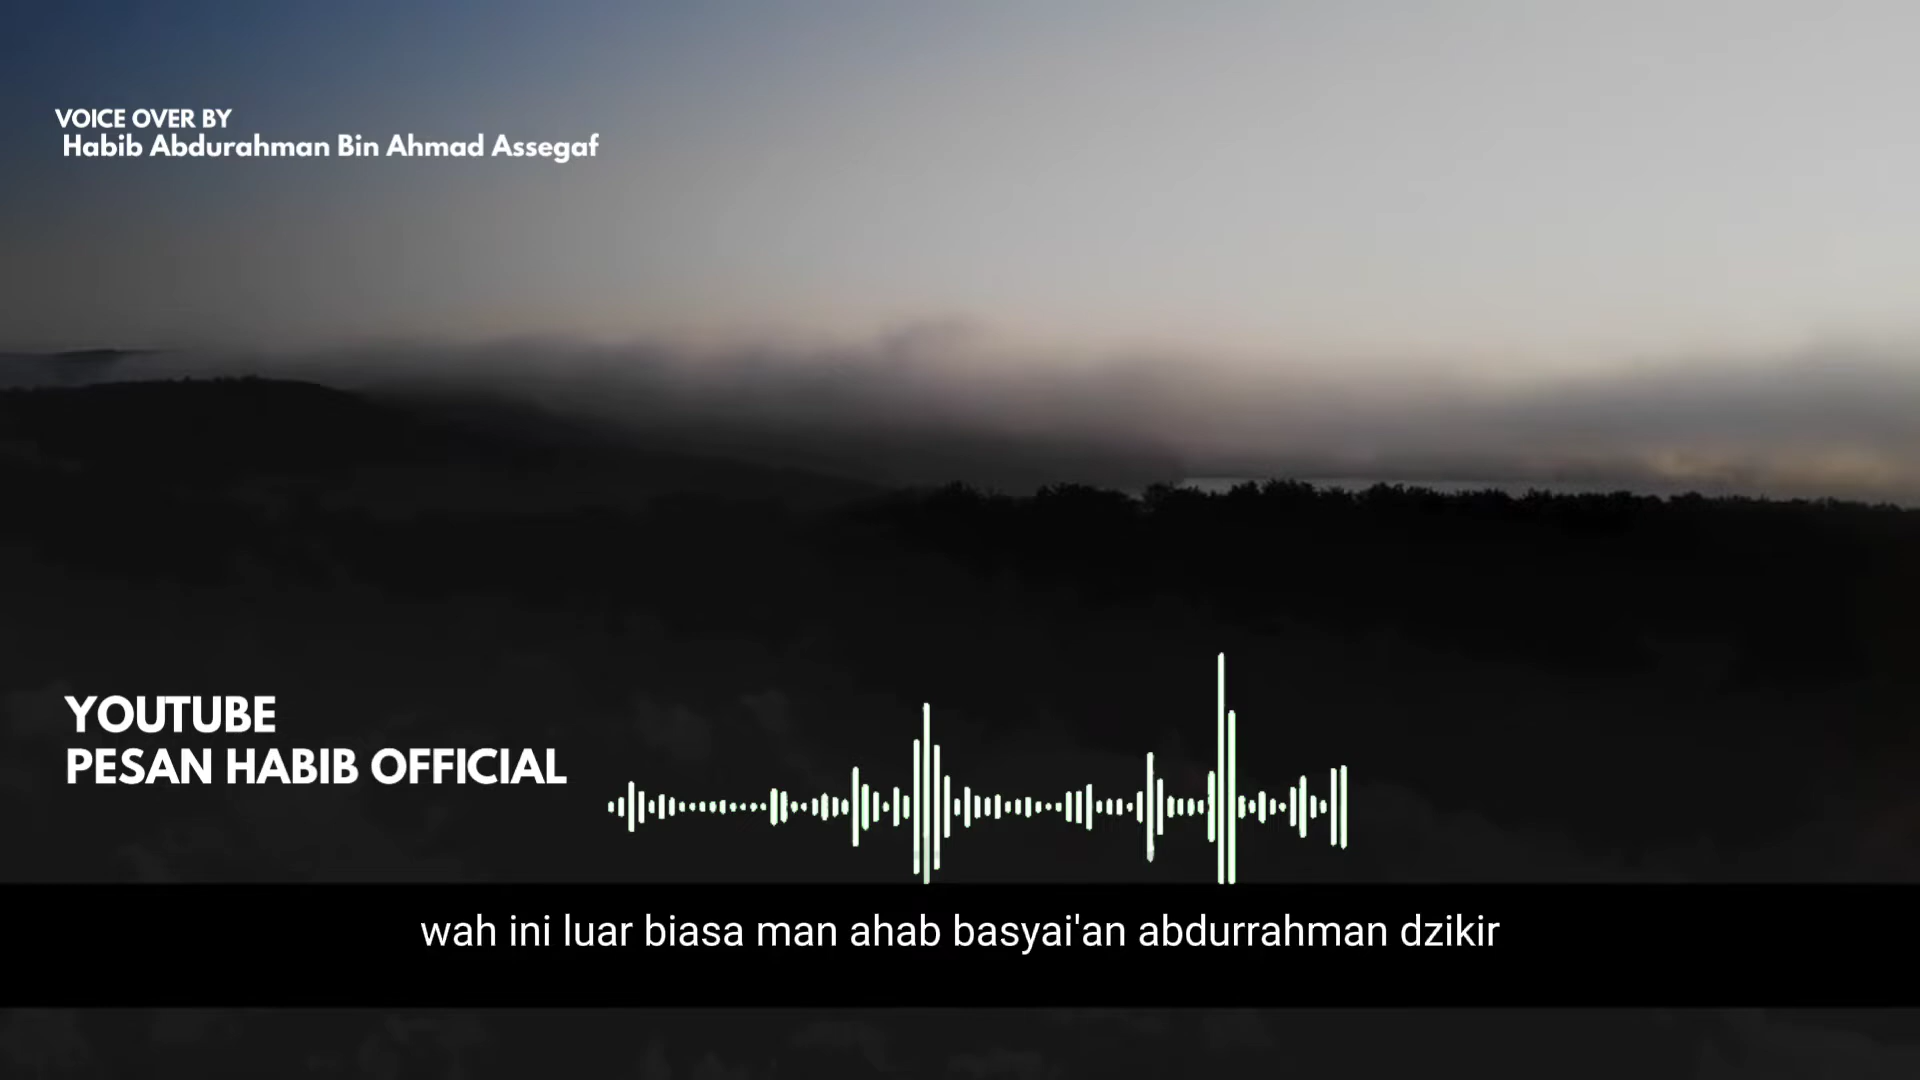 VOICE OVER BY
Habib Abdurahman Bin Ahmad Assegaf
YOUTUBE
PESAN HABIB OFFICIAL
wah ini luar biasa man ahab basyai'an abdurrahman dzikir